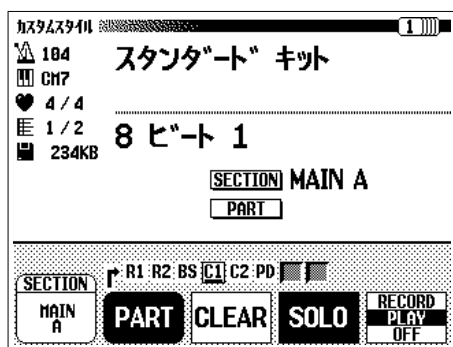 カスタムスタイル 1
104
CM7
4/4
1/2
234KB
スタンダード キット
8 ビート 1
SECTION MAIN A
PART
R1 R2 BS C1 C2 PD
SECTION
MAIN
A
PART CLEAR SOLO
RECORD
PLAY
OFF